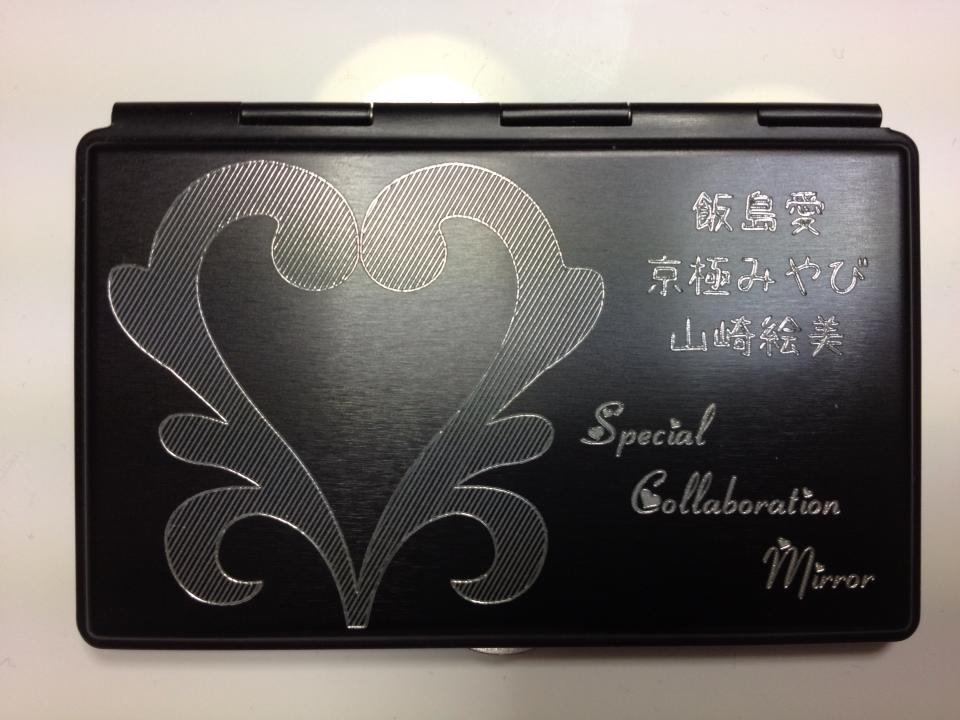 飯島愛
京極みやび
山崎絵美
Special
Collaboration
Mirror